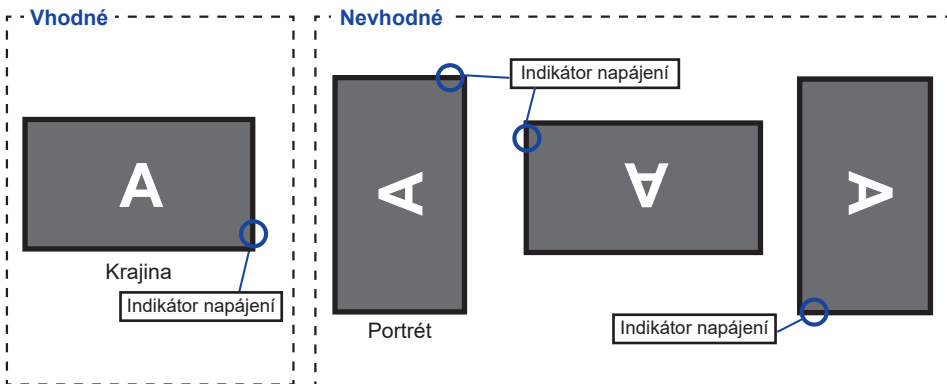 Vhodné
Nevhodné
Indikátor napájení
A
A
A
A
Krajina
Indikátor napájení
Portrét
Indikátor napájení